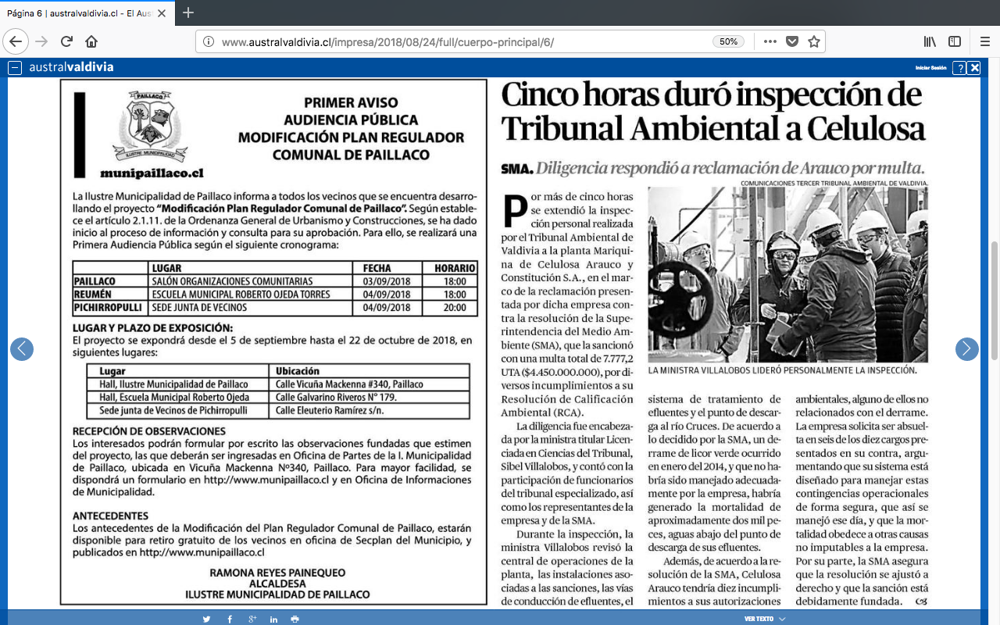 Página 6 | australvaldivia.cl - El Aus
www.australvaldivia.cl/impresa/2018/08/24/full/cuerpo-principal/6/
50%
australvaldivia
Iniciar Sesión
?
PAILLACO
ILUSTRE MUNICIPALIDAD
munipaillaco.cl
PRIMER AVISO
AUDIENCIA PÚBLICA
MODIFICACIÓN PLAN REGULADOR
COMUNAL DE PAILLACO
La Ilustre Municipalidad de Paillaco informa a todos los vecinos que se encuentra desarro-
llando el proyecto “Modificación Plan Regulador Comunal de Paillaco”. Según estable-
ce el artículo 2.1.11. de la Ordenanza General de Urbanismo y Construcciones, se ha dado
inicio al proceso de información y consulta para su aprobación. Para ello, se realizará una
Primera Audiencia Pública según el siguiente cronograma:
LUGAR FECHA HORARIO
PAILLACO SALÓN ORGANIZACIONES COMUNITARIAS 03/09/2018 18:00
REUMÉN ESCUELA MUNICIPAL ROBERTO OJEDA TORRES 04/09/2018 18:00
PICHIRROPULLI SEDE JUNTA DE VECINOS 04/09/2018 20:00
LUGAR Y PLAZO DE EXPOSICIÓN:
El proyecto se expondrá desde el 5 de septiembre hasta el 22 de octubre de 2018, en
siguientes lugares:
Lugar Ubicación
Hall, Ilustre Municipalidad de Paillaco Calle Vicuña Mackenna #340, Paillaco
Hall, Escuela Municipal Roberto Ojeda Calle Galvarino Riveros N° 179.
Sede junta de Vecinos de Pichirropulli Calle Eleuterio Ramírez s/n.
RECEPCIÓN DE OBSERVACIONES
Los interesados podrán formular por escrito las observaciones fundadas que estimen
del proyecto, las que deberán ser ingresadas en Oficina de Partes de la I. Municipalidad
de Paillaco, ubicada en Vicuña Mackenna Nº340, Paillaco. Para mayor facilidad, se
dispondrá un formulario en http://www.munipaillaco.cl y en Oficina de Informaciones
de Municipalidad.
ANTECEDENTES
Los antecedentes de la Modificación del Plan Regulador Comunal de Paillaco, estarán
disponible para retiro gratuito de los vecinos en oficina de Secplan del Municipio, y
publicados en http://www.munipaillaco.cl
RAMONA REYES PAINEQUEO
ALCALDESA
ILUSTRE MUNICIPALIDAD DE PAILLACO
Cinco horas duró inspección de
Tribunal Ambiental a Celulosa
SMA. Diligencia respondió a reclamación de Arauco por multa.
COMUNICACIONES TERCER TRIBUNAL AMBIENTAL DE VALDIVIA.
LA MINISTRA VILLALOBOS LIDERÓ PERSONALMENTE LA INSPECCIÓN.
Por más de cinco horas
se extendió la inspec-
ción personal realizada
por el Tribunal Ambiental de
Valdivia a la planta Mariqui-
na de Celulosa Arauco y
Constitución S.A., en el mar-
co de la reclamación presen-
tada por dicha empresa con-
tra la resolución de la Supe-
rintendencia del Medio Am-
biente (SMA), que la sancionó
con una multa total de 7.777,2
UTA ($4.450.000.000), por di-
versos incumplimientos a su
Resolución de Calificación
Ambiental (RCA).
La diligencia fue encabeza-
da por la ministra titular Licen-
ciada en Ciencias del Tribunal,
Sibel Villalobos, y contó con la
participación de funcionarios
del tribunal especializado, así
como los representantes de la
empresa y de la SMA.
Durante la inspección, la
ministra Villalobos revisó la
central de operaciones de la
planta, las instalaciones aso-
ciadas a las sanciones, las vías
de conducción de efluentes, el
sistema de tratamiento de
efluentes y el punto de descar-
ga al río Cruces. De acuerdo a
lo decidido por la SMA, un de-
rrame de licor verde ocurrido
en enero del 2014, y que no ha-
bría sido manejado adecuada-
mente por la empresa, habría
generado la mortalidad de
aproximadamente dos mil pe-
ces, aguas abajo del punto de
descarga de sus efluentes.
Además, de acuerdo a la re-
solución de la SMA, Celulosa
Arauco tendría diez incumpli-
mientos a sus autorizaciones
ambientales, alguno de ellos no
relacionados con el derrame.
La empresa solicita ser absuel-
ta en seis de los diez cargos pre-
sentados en su contra, argu-
mentando que su sistema está
diseñado para manejar estas
contingencias operacionales
de forma segura, que así se
manejó ese día, y que la mor-
talidad obedece a otras causas
no imputables a la empresa.
Por su parte, la SMA asegura
que la resolución se ajustó a
derecho y que la sanción está
debidamente fundada.
VER TEXTO